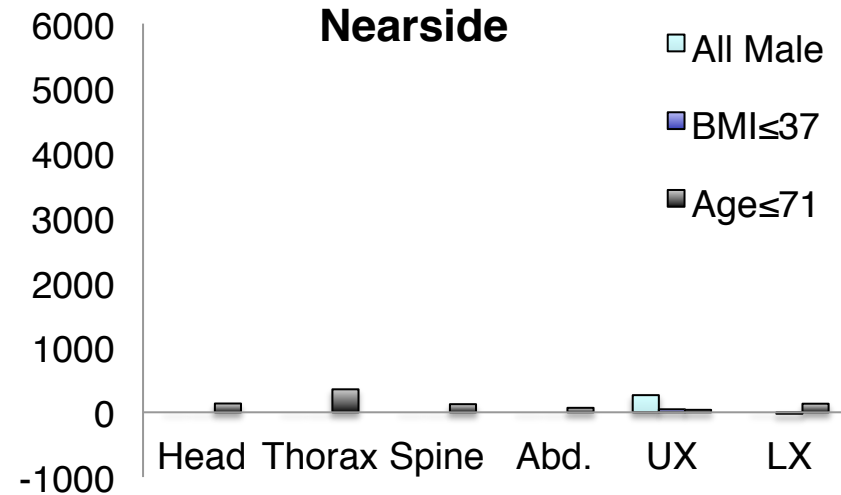 Nearside
6000
5000
4000
3000
2000
1000
0
-1000
All Male
BMI≤37
Age≤71
Head Thorax Spine Abd. UX LX